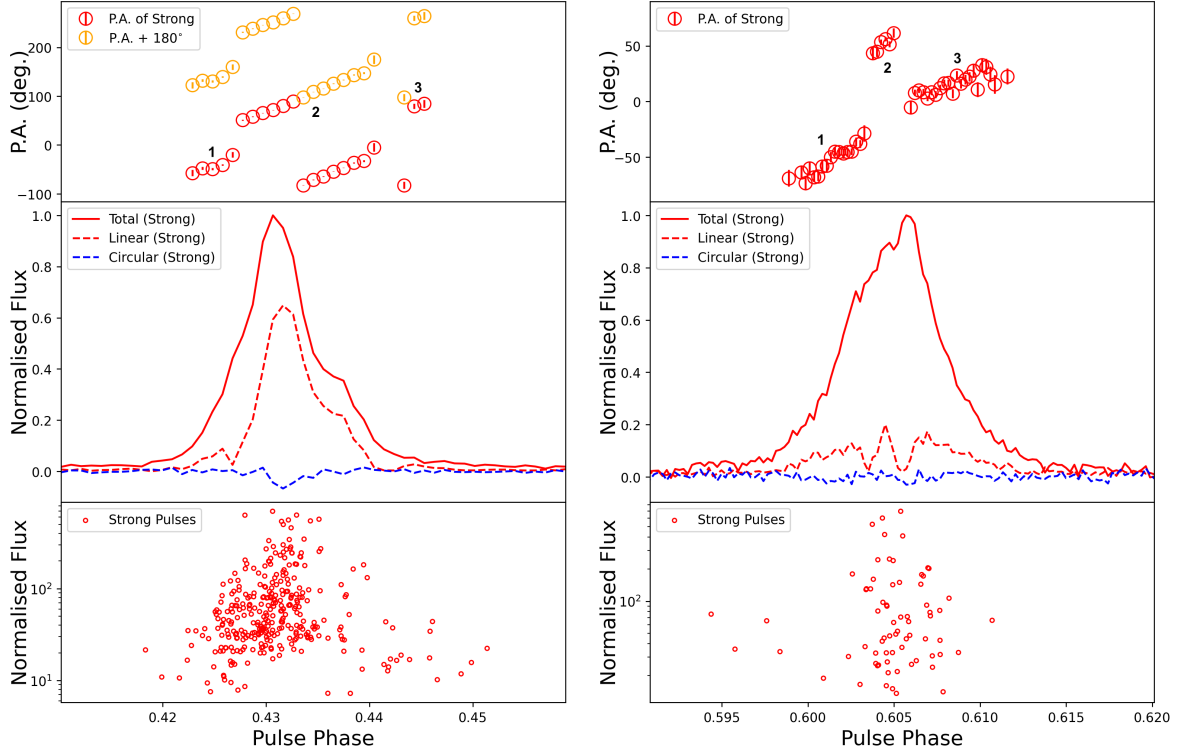 P.A. of Strong
P.A. + 180°
200
100
0
−100
P.A. (deg.)
1
2
3
Total (Strong)
Linear (Strong)
Circular (Strong)
1.0
0.8
0.6
0.4
0.2
0.0
Normalised Flux
Strong Pulses
10²
10¹
Normalised Flux
0.42
0.43
0.44
0.45
Pulse Phase
P.A. of Strong
50
0
−50
P.A. (deg.)
1
2
3
Total (Strong)
Linear (Strong)
Circular (Strong)
1.0
0.8
0.6
0.4
0.2
0.0
Normalised Flux
Strong Pulses
10²
Normalised Flux
0.595
0.600
0.605
0.610
0.615
0.620
Pulse Phase